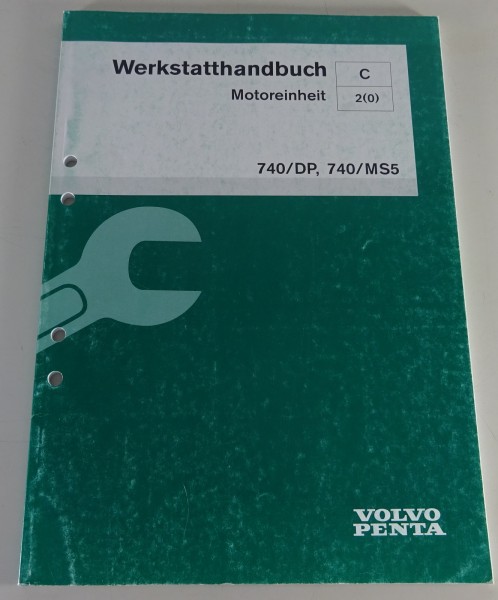 Werkstatthandbuch
Motoreinheit
C
2(0)
740/DP, 740/MS5
VOLVO
PENTA